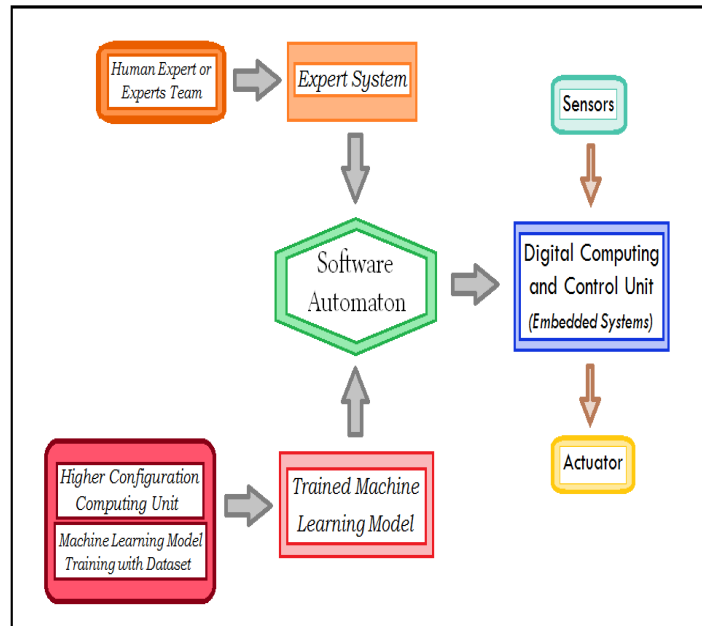 Human Expert or
Experts Team
Expert System
Sensors
Software
Automaton
Digital Computing
and Control Unit
(Embedded Systems)
Higher Configuration
Computing Unit
Machine Learning Model
Training with Dataset
Trained Machine
Learning Model
Actuator